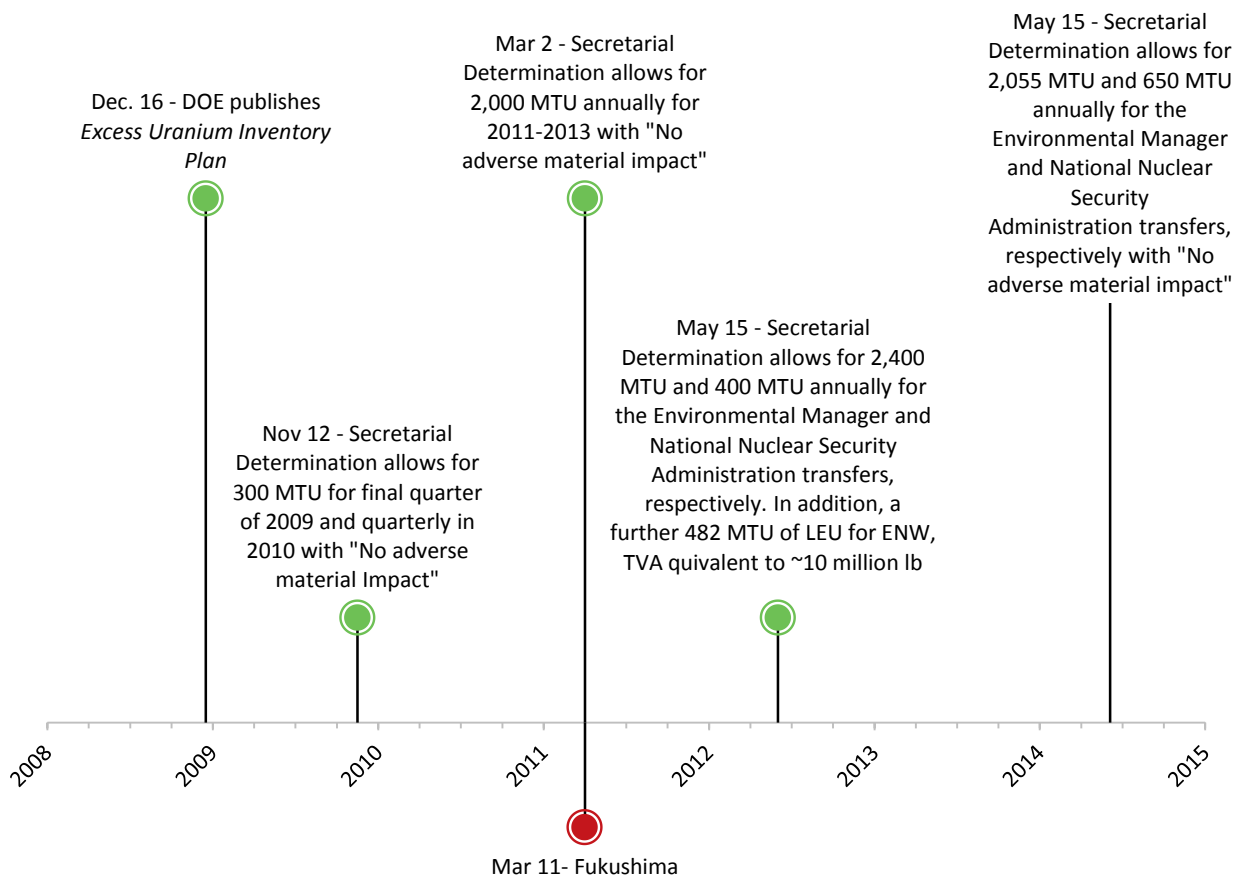 Dec. 16 - DOE publishes
Excess Uranium Inventory
Plan
Nov 12 - Secretarial
Determination allows for
300 MTU for final quarter
of 2009 and quarterly in
2010 with "No adverse
material Impact"
Mar 2 - Secretarial
Determination allows for
2,000 MTU annually for
2011-2013 with "No
adverse material impact"
May 15 - Secretarial
Determination allows for 2,400
MTU and 400 MTU annually for
the Environmental Manager and
National Nuclear Security
Administration transfers,
respectively. In addition, a
further 482 MTU of LEU for ENW,
TVA quivalent to ~10 million lb
May 15 - Secretarial
Determination allows for
2,055 MTU and 650 MTU
annually for the
Environmental Manager
and National Nuclear
Security
Administration transfers,
respectively with "No
adverse material impact"
2008
2009
2010
2011
2012
2013
2014
2015
Mar 11- Fukushima